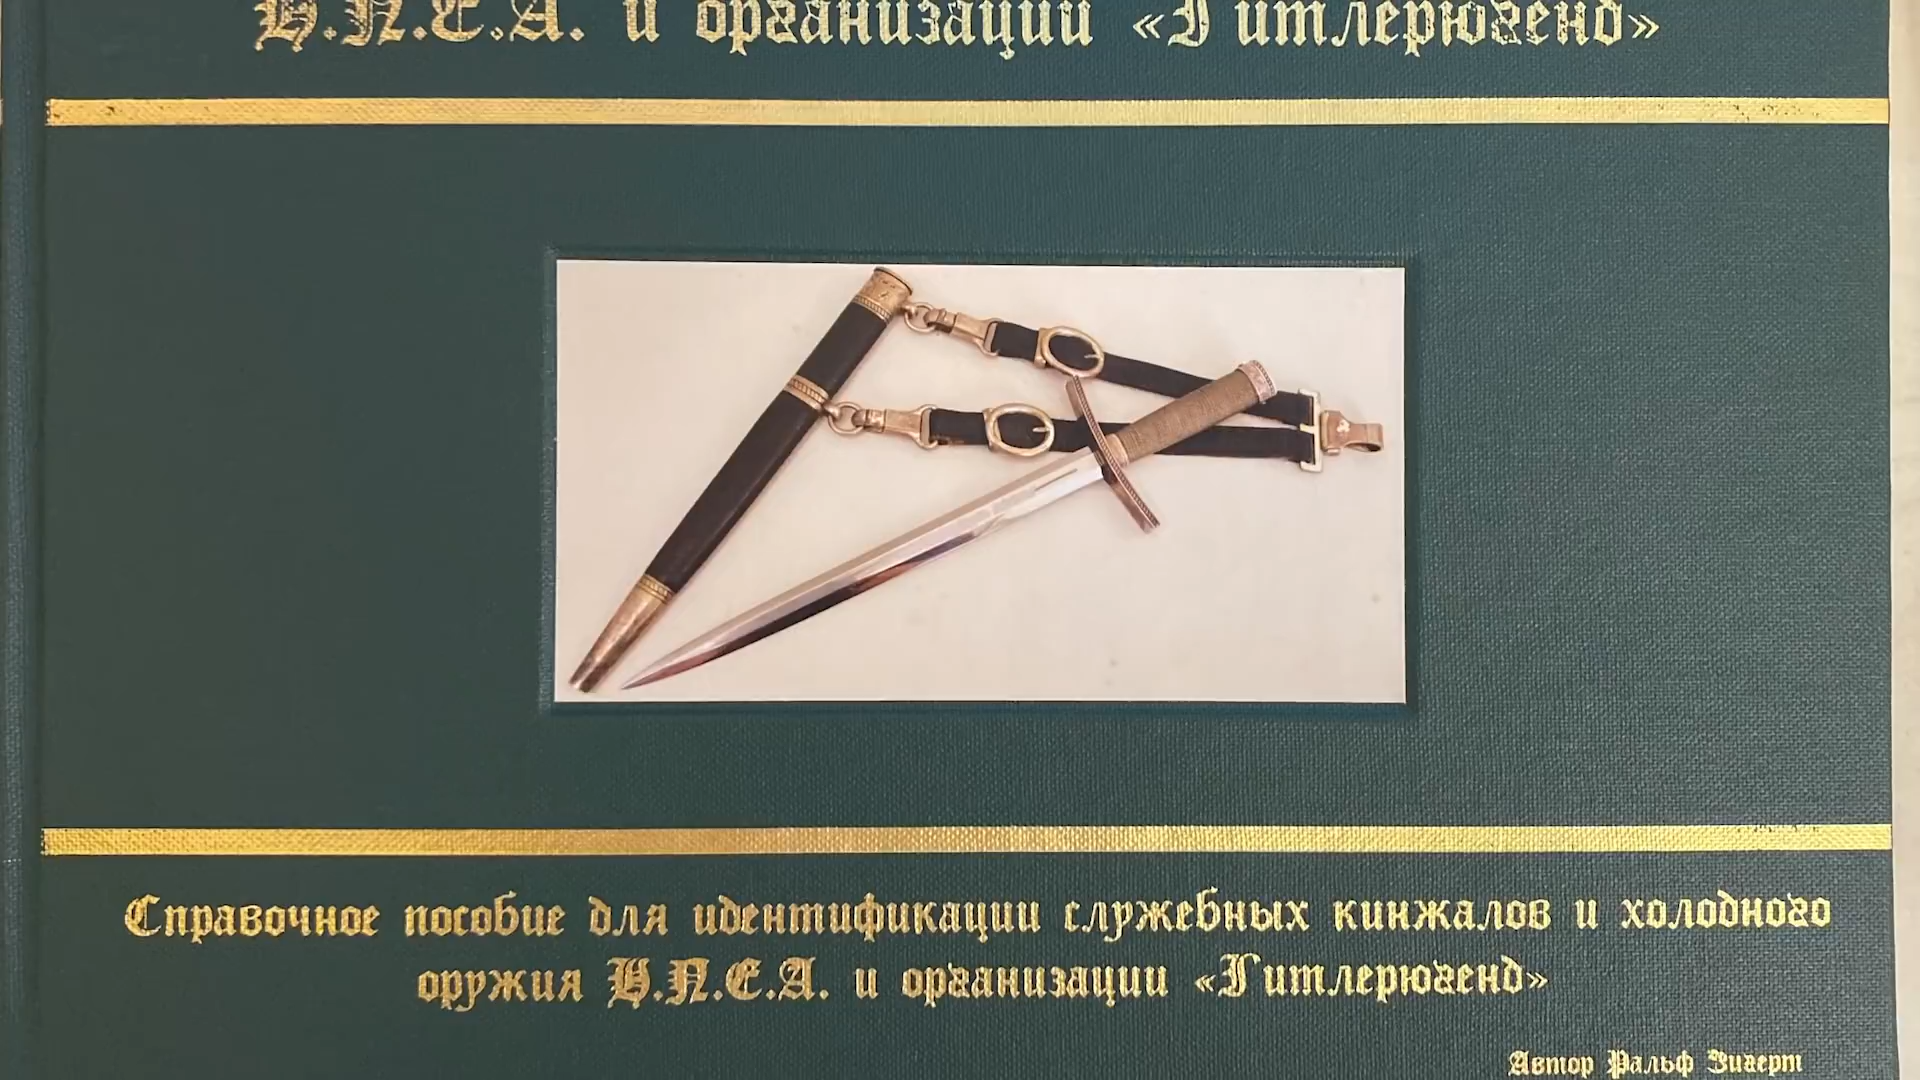 Н.П.Е.А. и организации «Гитлерюгенд»
Справочное пособие для идентификации служебных кинжалов и холодного
оружия Н.П.Е.А. и организации «Гитлерюгенд»
Автор Ральф Зигерт